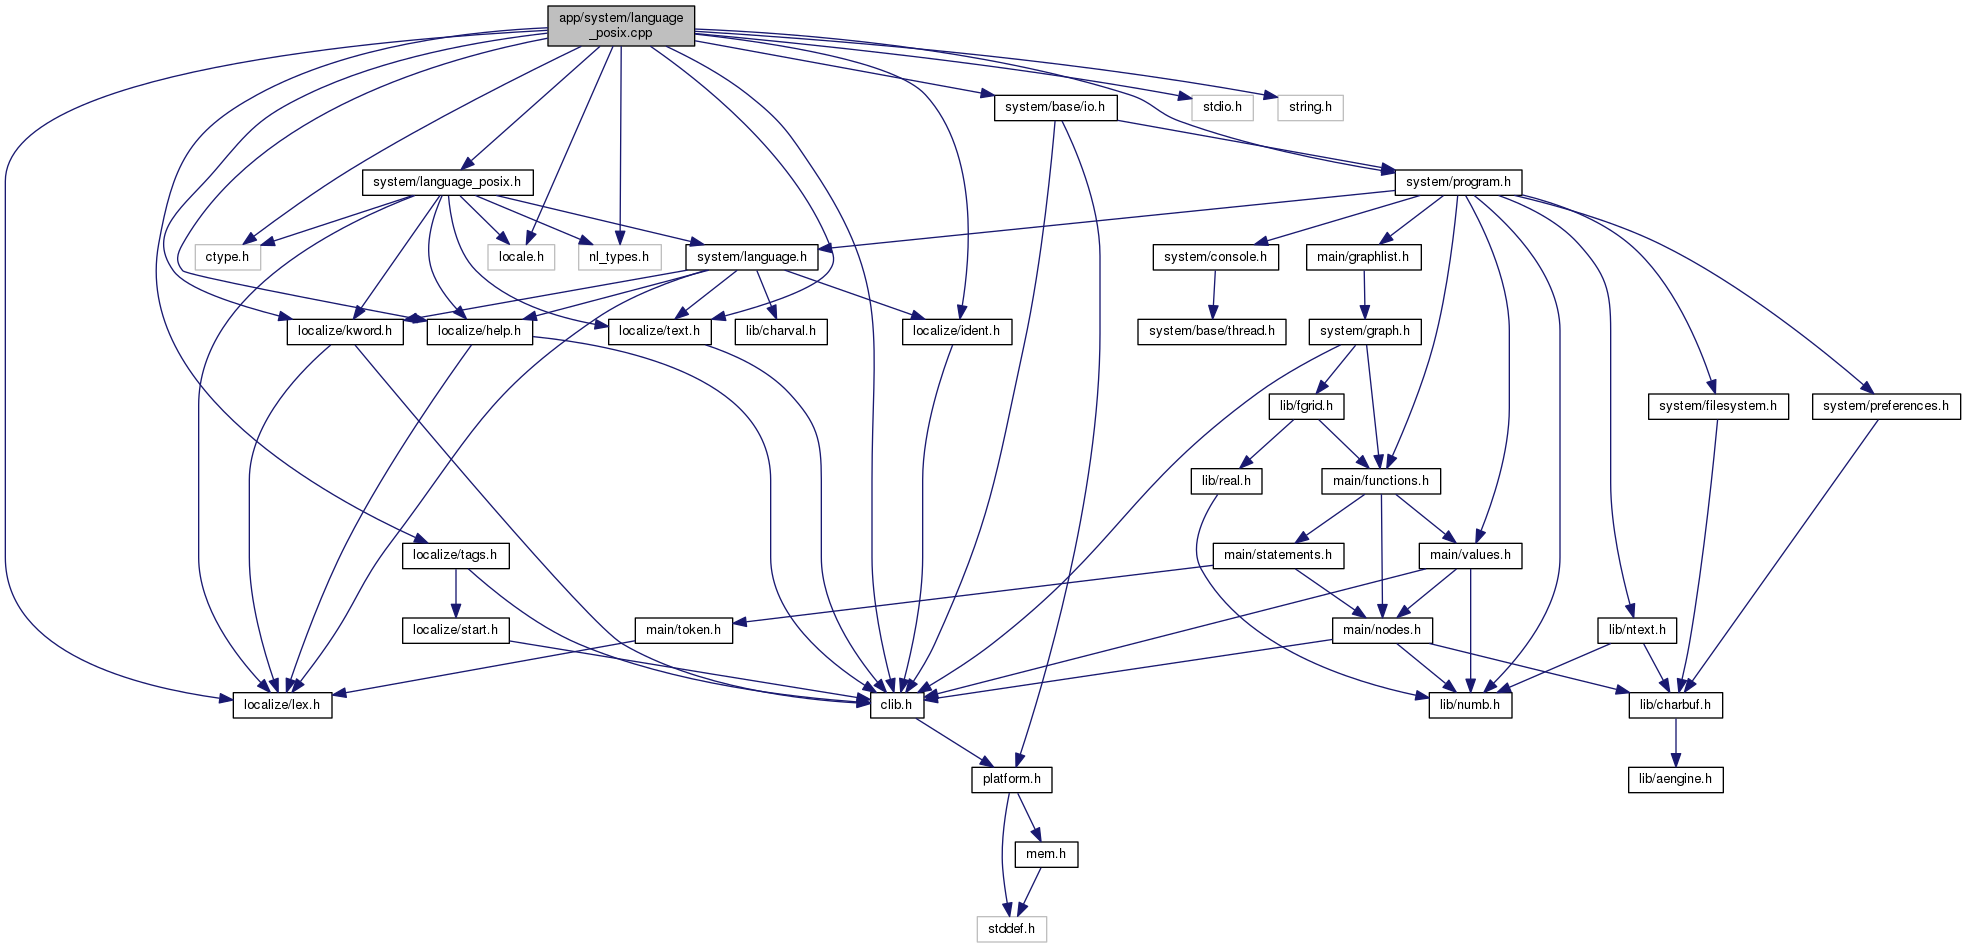 app/system/language
_posix.cpp
system/base/io.h
stdio.h
string.h
system/language_posix.h
system/program.h
ctype.h
locale.h
nl_types.h
system/language.h
system/console.h
main/graphlist.h
localize/kword.h
localize/help.h
localize/text.h
lib/charval.h
localize/ident.h
system/base/thread.h
system/graph.h
lib/fgrid.h
system/filesystem.h
system/preferences.h
lib/real.h
main/functions.h
localize/tags.h
main/statements.h
main/values.h
localize/start.h
main/token.h
main/nodes.h
lib/ntext.h
localize/lex.h
clib.h
lib/numb.h
lib/charbuf.h
platform.h
lib/aengine.h
mem.h
stddef.h